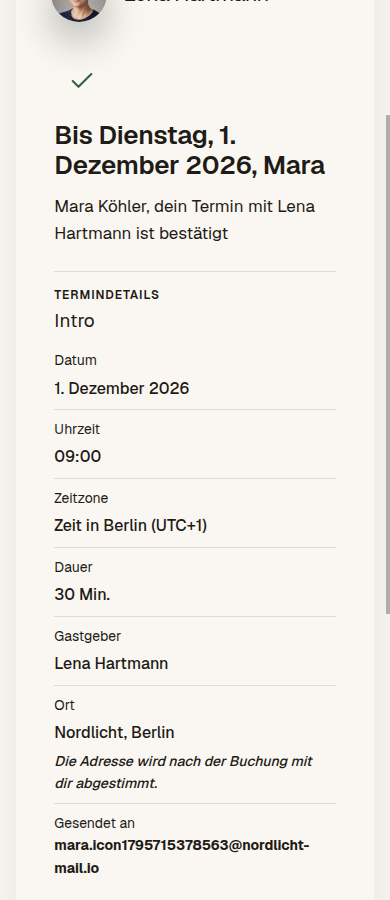 Bis Dienstag, 1.
Dezember 2026, Mara
Mara Köhler, dein Termin mit Lena
Hartmann ist bestätigt
TERMINDETAILS
Intro
Datum
1. Dezember 2026
Uhrzeit
09:00
Zeitzone
Zeit in Berlin (UTC+1)
Dauer
30 Min.
Gastgeber
Lena Hartmann
Ort
Nordlicht, Berlin
Die Adresse wird nach der Buchung mit
dir abgestimmt.
Gesendet an
mara.icon1795715378563@nordlicht-
mail.io